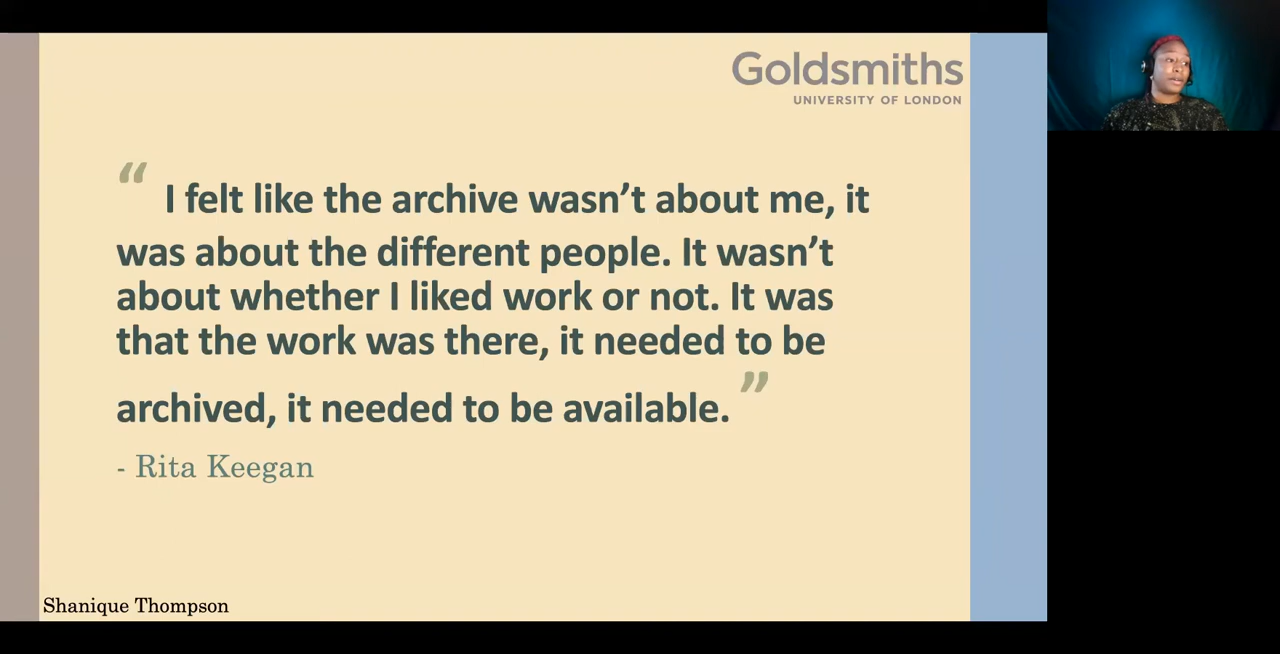 Goldsmiths
UNIVERSITY OF LONDON
“ I felt like the archive wasn’t about me, it
was about the different people. It wasn’t
about whether I liked work or not. It was
that the work was there, it needed to be
archived, it needed to be available. ”
- Rita Keegan
Shanique Thompson